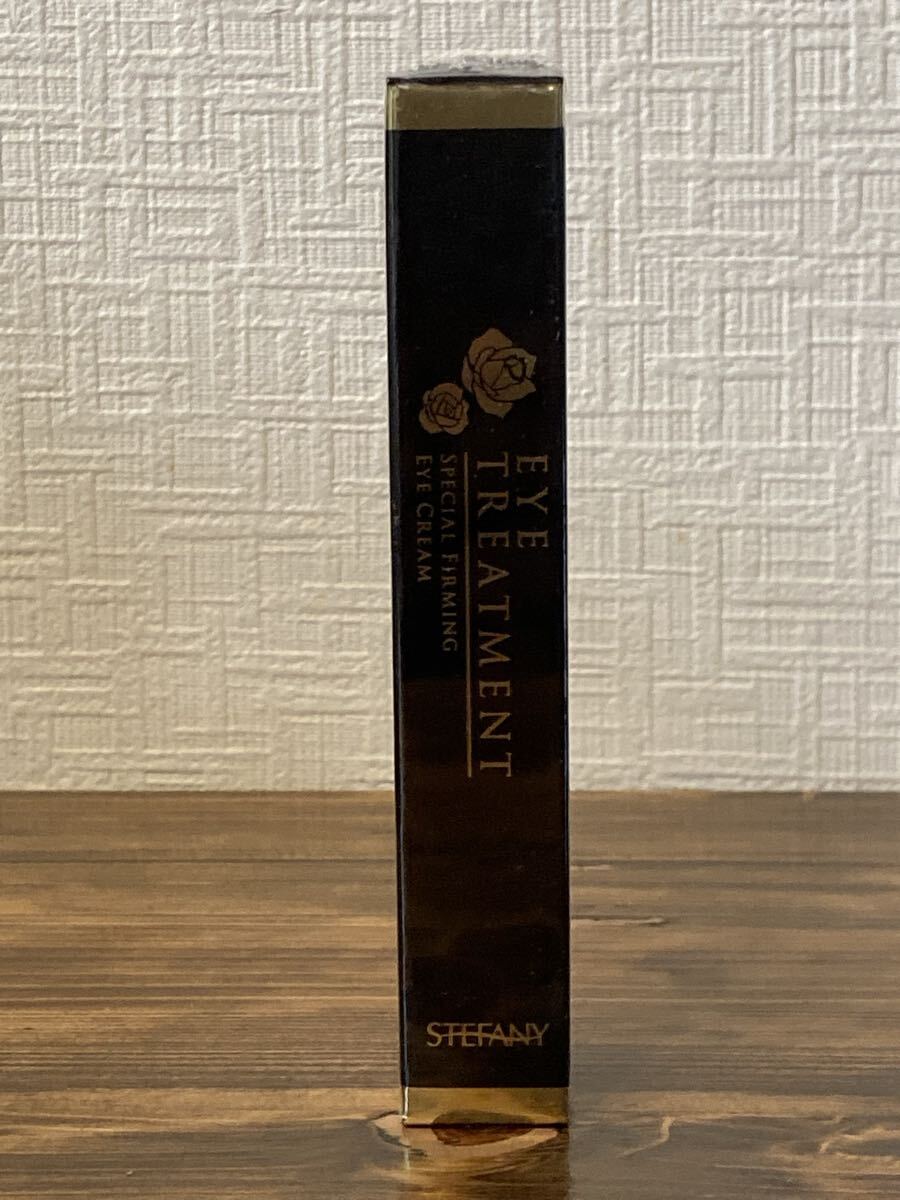 EYE
TREATMENT
SPECIAL FIRMING
EYE CREAM
STEFANY